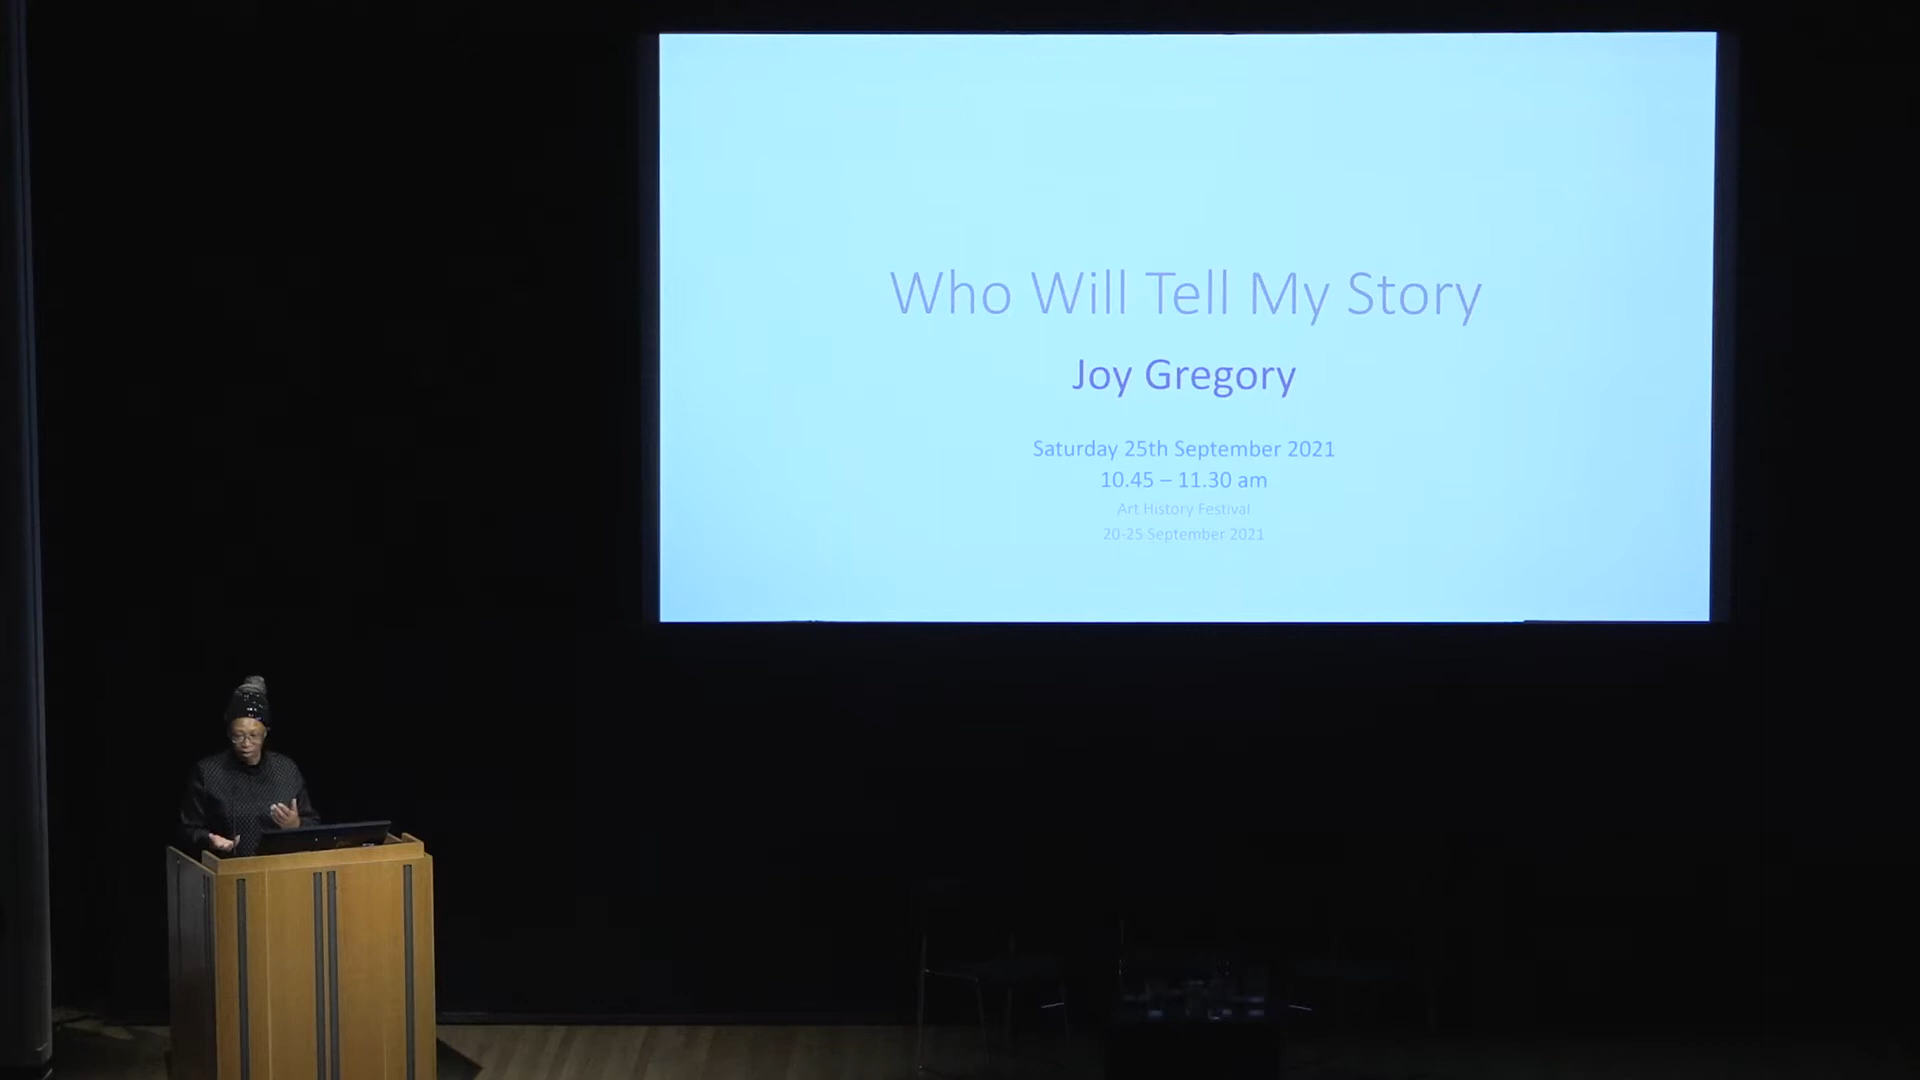 Who Will Tell My Story
Joy Gregory
Saturday 25th September 2021
10.45 – 11.30 am
Art History Festival
20-25 September 2021